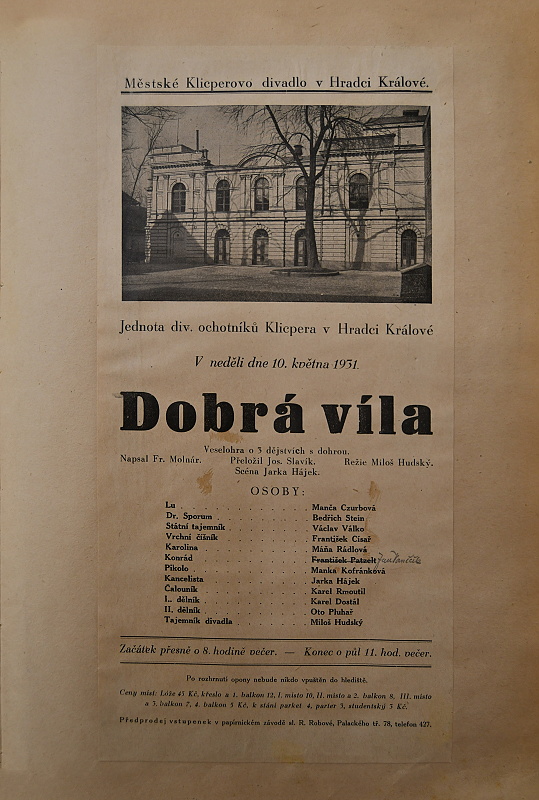 Městské Klicperovo divadlo v Hradci Králové.
Jednota div. ochotníků Klicpera v Hradci Králové
V neděli dne 10. května 1931.
Dobrá víla
Veselohra o 3 dějstvích s dohrou.
Napsal Fr. Molnár. Přeložil Jos. Slavík. Režie Miloš Hudský.
Scéna Jarka Hájek.
OSOBY:
Lu . . . . . . . . . . . Manča Czurbová
Dr. Sporum . . . . . . . . . . . Bedřich Stein
Státní tajemník . . . . . . . . . . . Václav Válko
Vrchní číšník . . . . . . . . . . . František Císař
Karolina . . . . . . . . . . . Máňa Rádlová
Konrád . . . . . . . . . . . František Patzelt
Pikolo . . . . . . . . . . . Manka Kofránková
Kancelista . . . . . . . . . . . Jarka Hájek
Čalouník . . . . . . . . . . . Karel Rmoutil
I. dělník . . . . . . . . . . . Karel Dostál
II. dělník . . . . . . . . . . . Oto Pluhař
Tajemník divadla . . . . . . . . . . . Miloš Hudský
Začátek přesně o 8. hodině večer. — Konec o půl 11. hod. večer.
Po rozhrnutí opony nebude nikdo vpuštěn do hlediště.
Ceny míst: Lóže 45 Kč, křeslo a 1. balkon 12, I. místo 10, II. místo a 2. balkon 8, III. místo
a 3. balkon 7, 4. balkon 5 Kč, k stání parket 4, parter 3, studentský 3 Kč.
Předprodej vstupenek v papírnickém závodě sl. R. Robové, Palackého tř. 78, telefon 427.